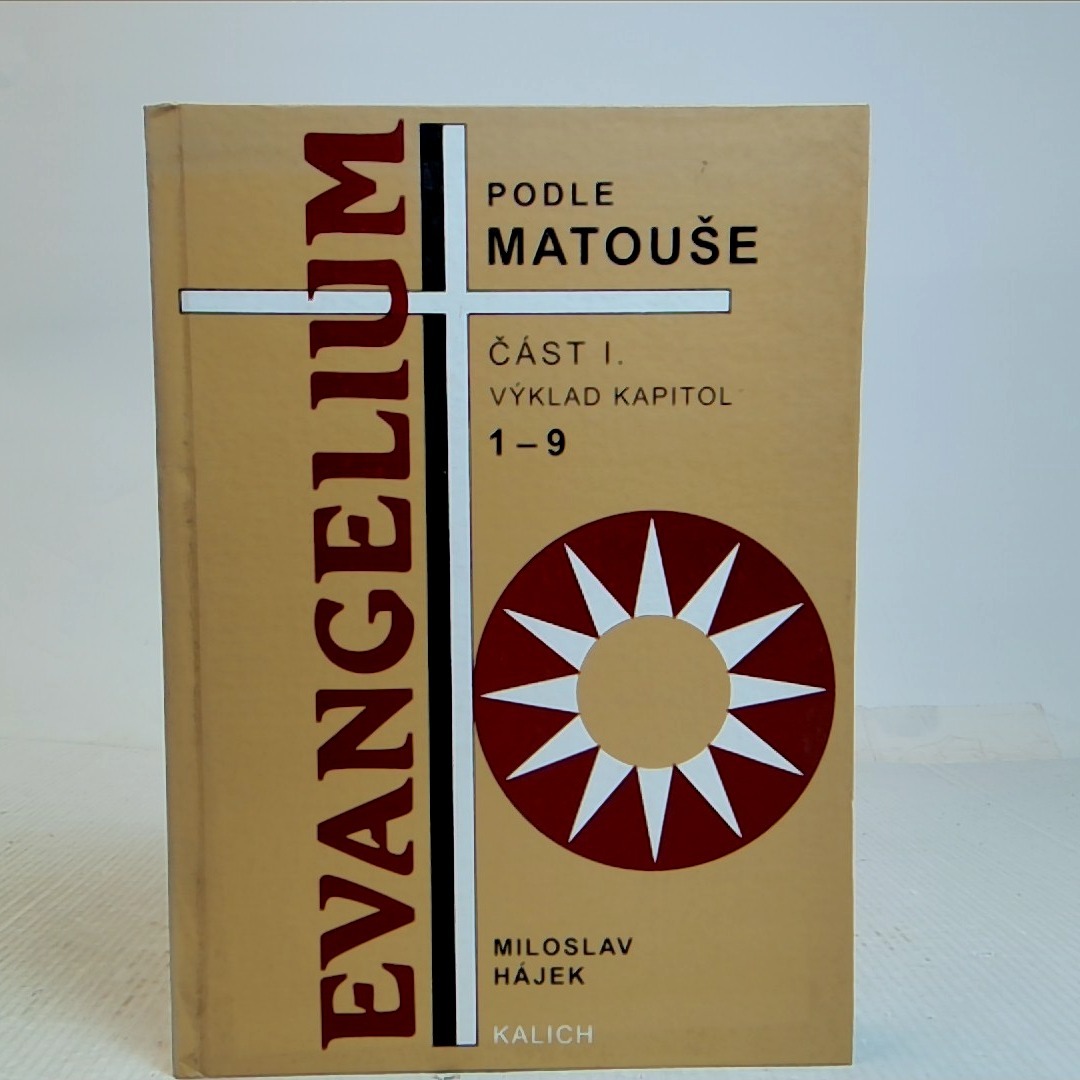 EVANGELIUM
PODLE
MATOUŠE
ČÁST I.
VÝKLAD KAPITOL
1 – 9
MILOSLAV
HÁJEK
KALICH